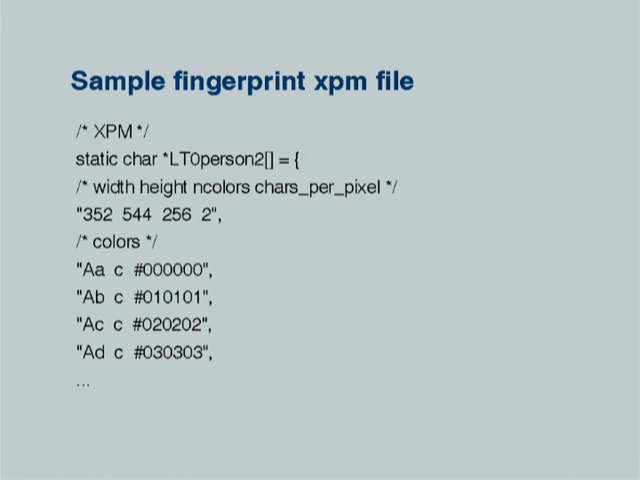 Sample fingerprint xpm file
/* XPM */
static char *LT0person2[] = {
/* width height ncolors chars_per_pixel */
"352 544 256 2",
/* colors */
"Aa c #000000",
"Ab c #010101",
"Ac c #020202",
"Ad c #030303",
...